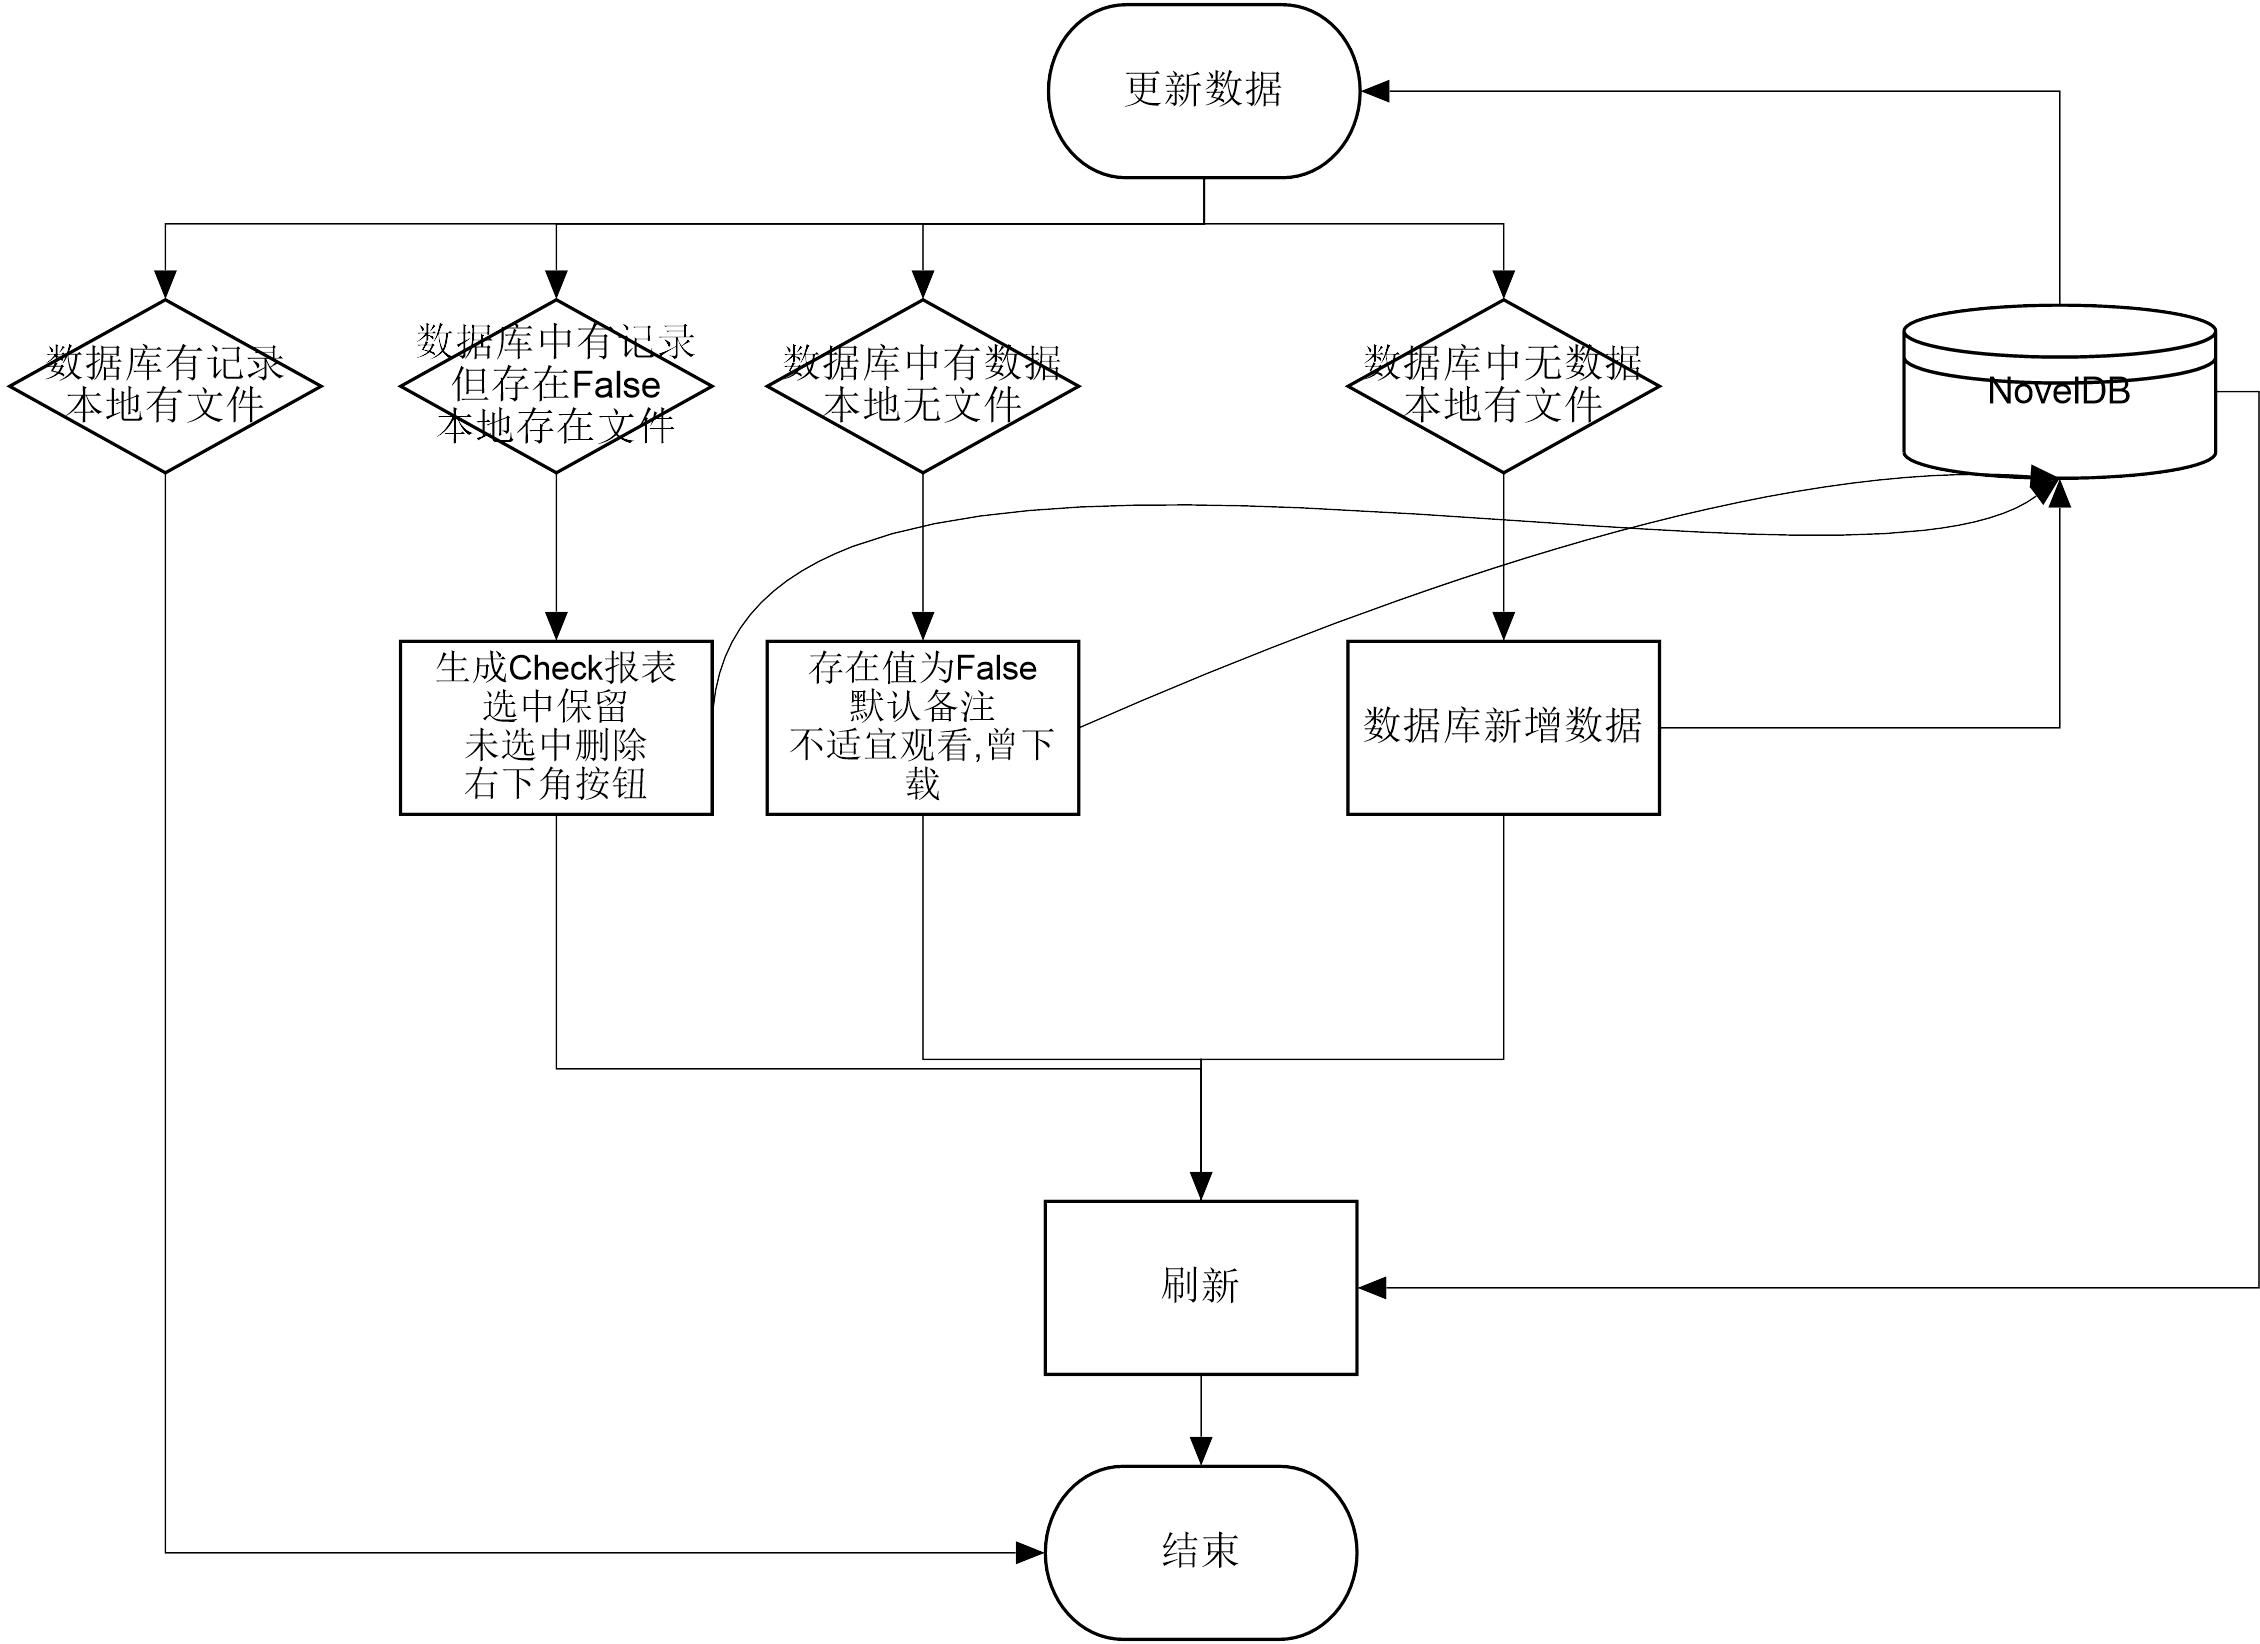 更新数据
数据库有记录
本地有文件
数据库中有记录
但存在False
本地存在文件
数据库中有数据
本地无文件
数据库中无数据
本地有文件
NovelDB
生成Check报表
选中保留
未选中删除
右下角按钮
存在值为False
默认备注
不适宜观看,曾下
载
数据库新增数据
刷新
结束